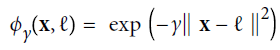 ϕγ(x, ℓ) = exp (−γ‖ x − ℓ ‖²)